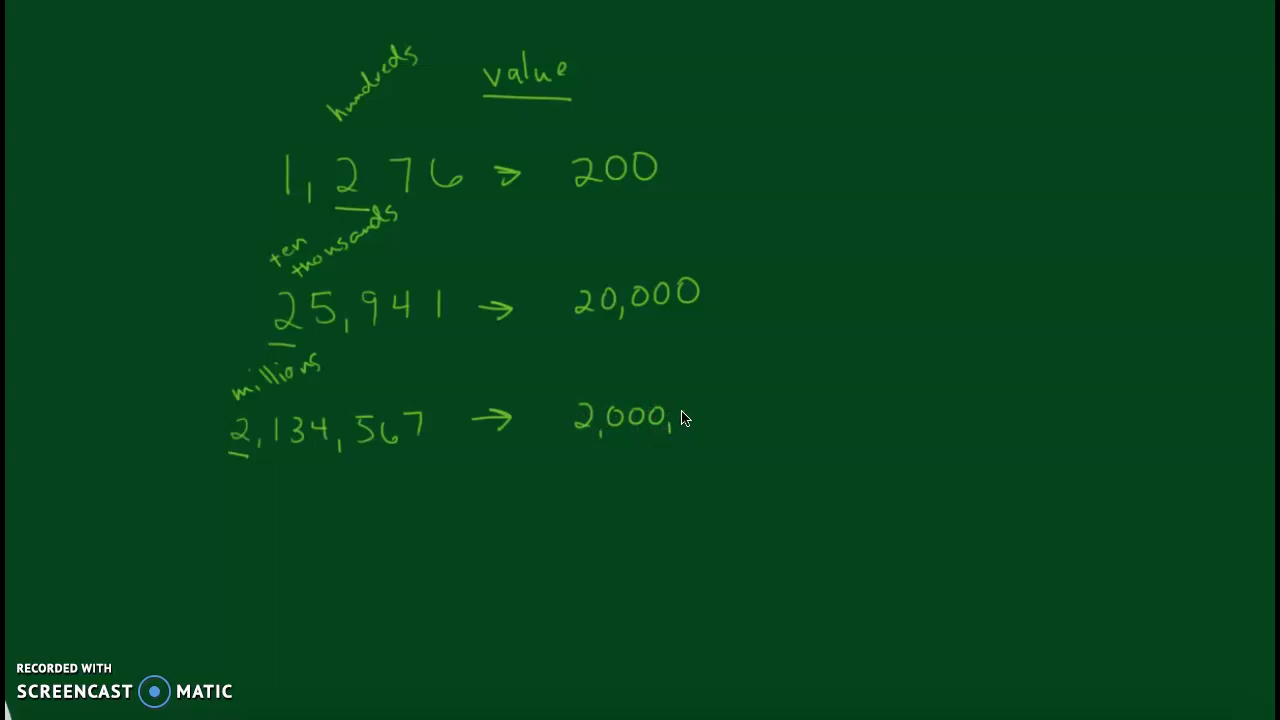 hundreds value
1,276 → 200
ten
thousands
25,941 → 20,000
millions
2,134,567 → 2,000,
RECORDED WITH
SCREENCAST MATIC